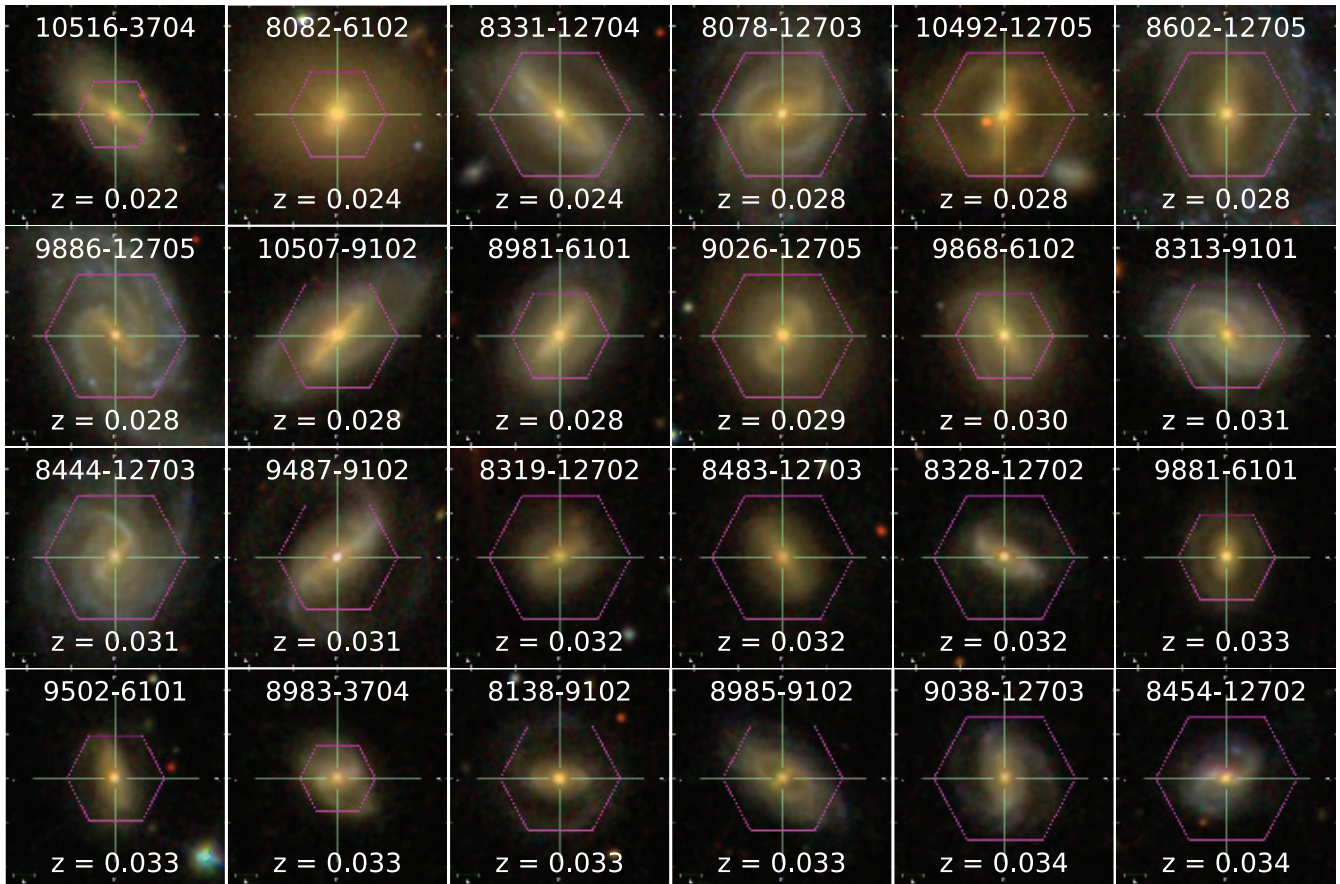 10516-3704 8082-6102 8331-12704 8078-12703 10492-12705 8602-12705
z = 0.022 z = 0.024 z = 0.024 z = 0.028 z = 0.028 z = 0.028
9886-12705 10507-9102 8981-6101 9026-12705 9868-6102 8313-9101
z = 0.028 z = 0.028 z = 0.028 z = 0.029 z = 0.030 z = 0.031
8444-12703 9487-9102 8319-12702 8483-12703 8328-12702 9881-6101
z = 0.031 z = 0.031 z = 0.032 z = 0.032 z = 0.032 z = 0.033
9502-6101 8983-3704 8138-9102 8985-9102 9038-12703 8454-12702
z = 0.033 z = 0.033 z = 0.033 z = 0.033 z = 0.034 z = 0.034